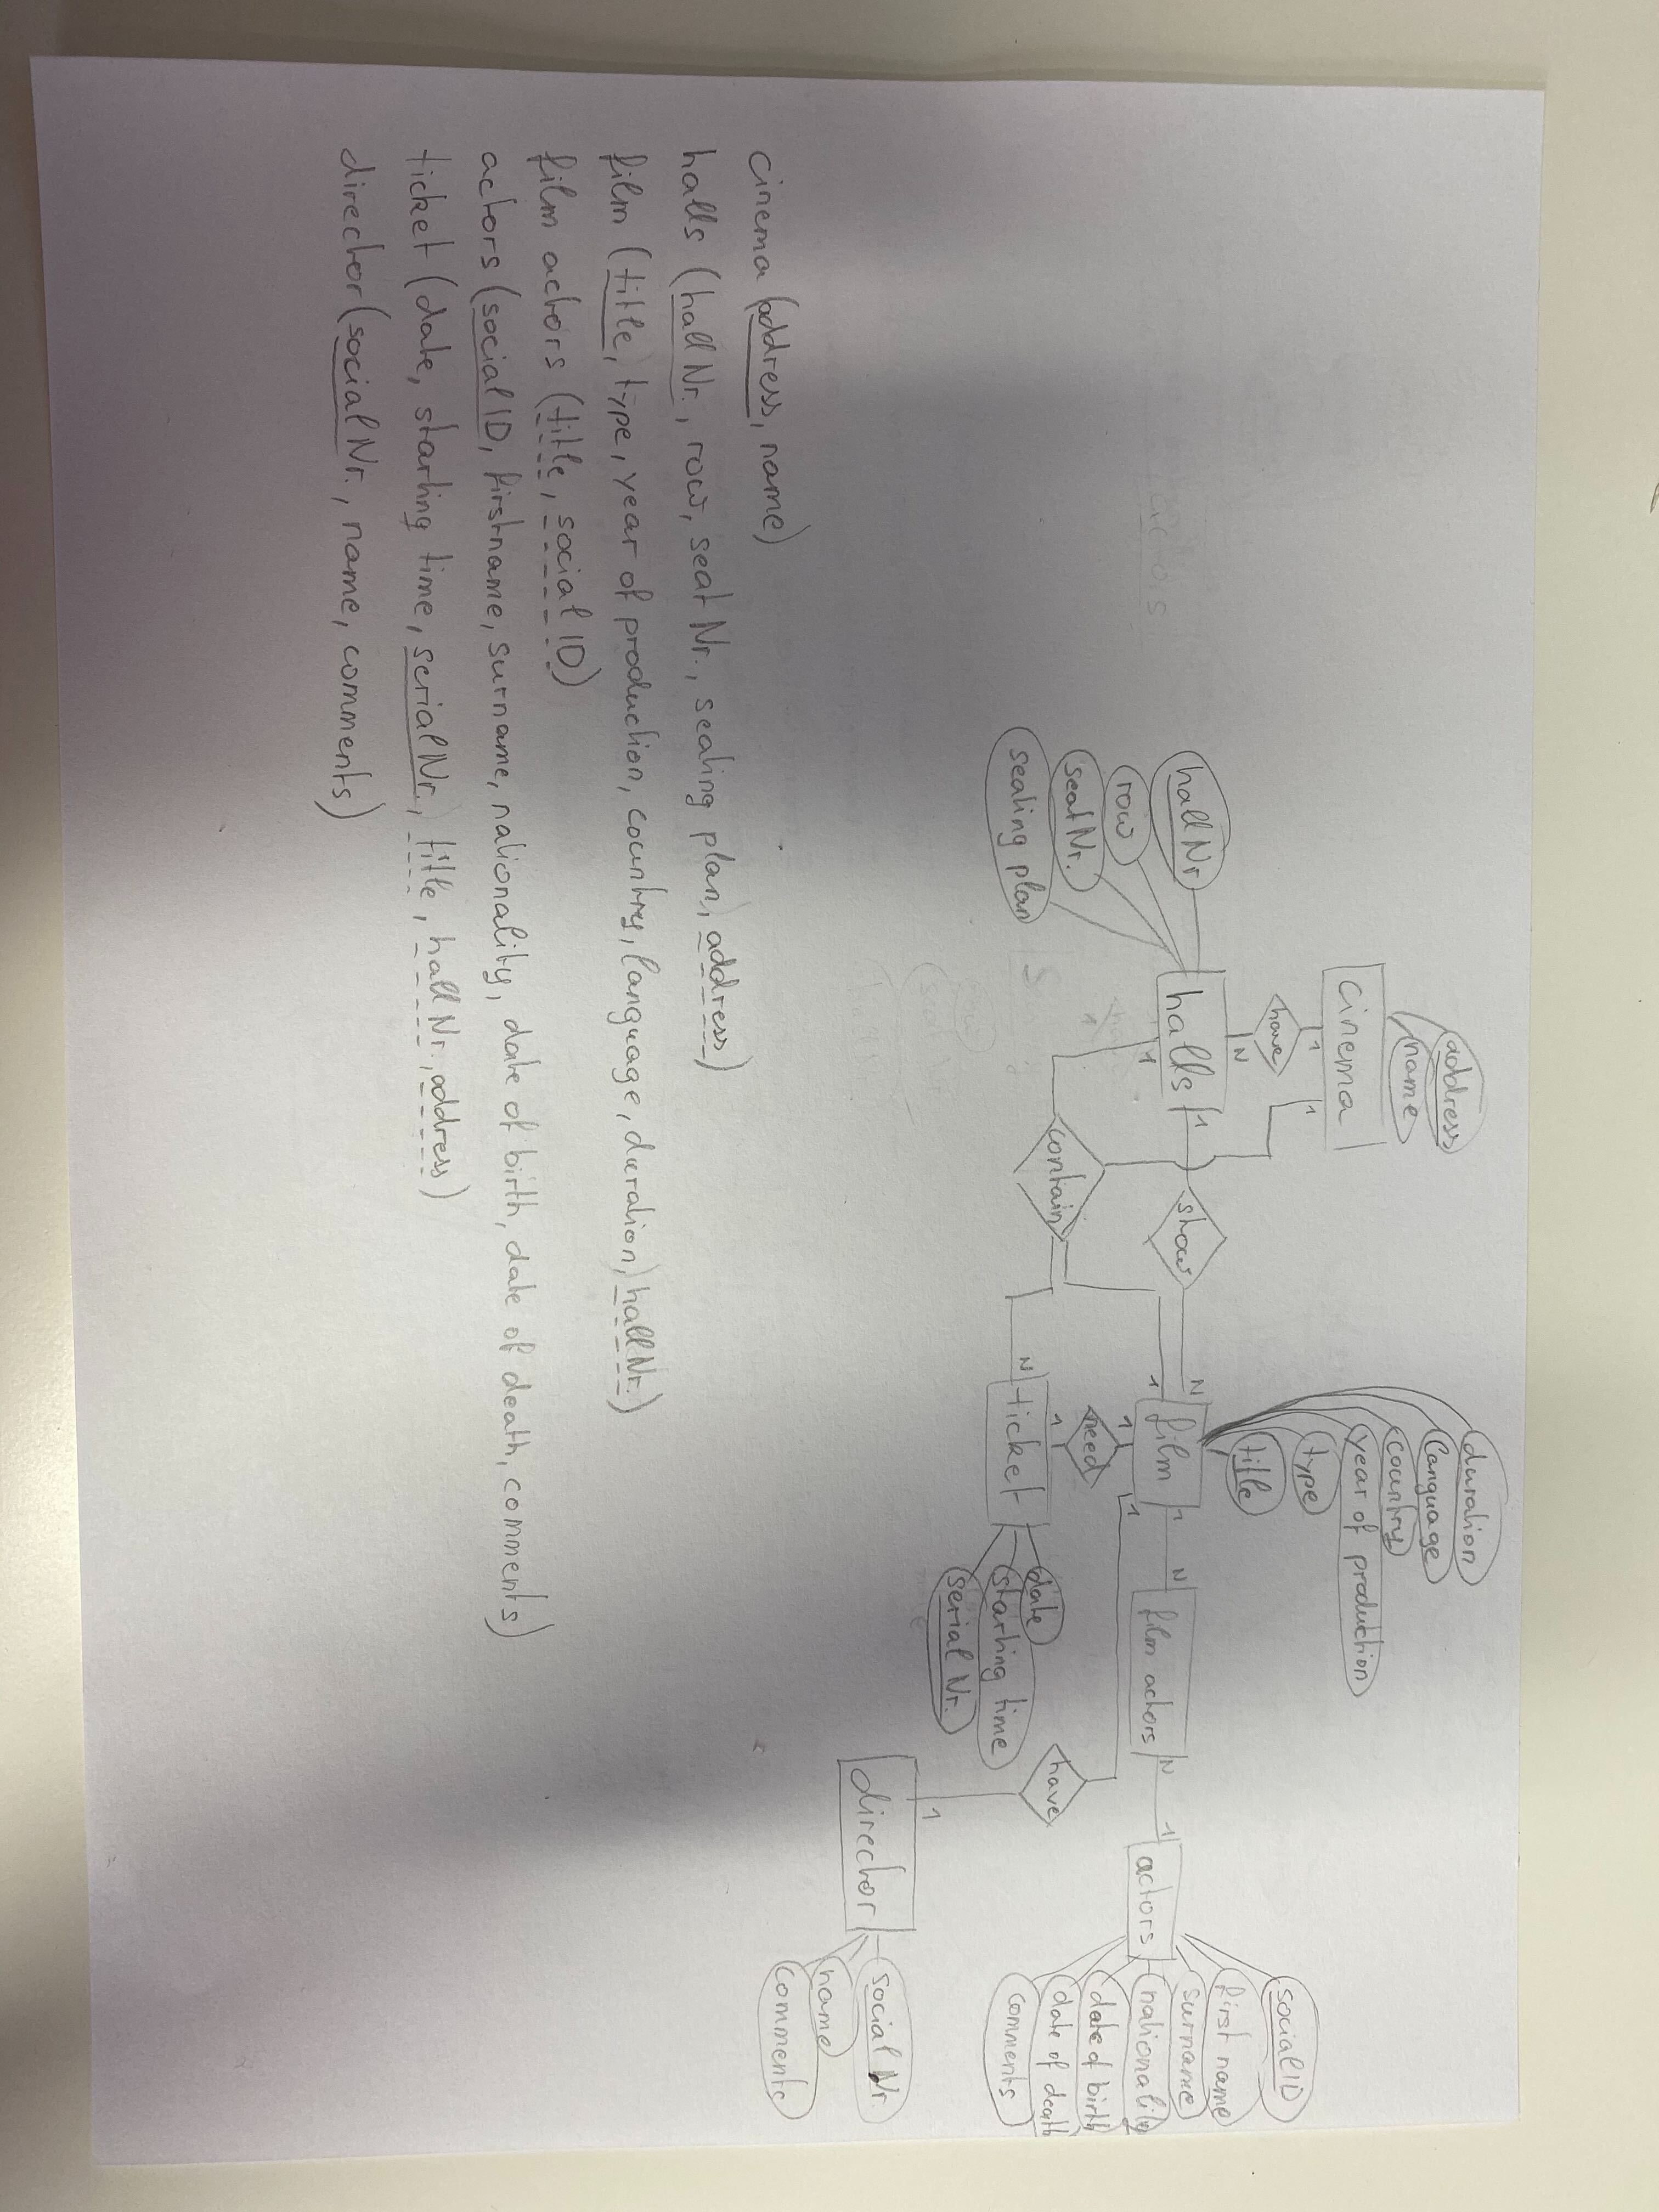 address
name
cinema
1
1
have
N
hall Nr
row
seat Nr.
seating plan
halls
1
1
show
contain
N
1
N
duration
language
country
year of production
type
title
film
1
N
film actors
N
1
actors
social ID
first name
surname
nationality
date of birth
date of death
comments
1
need
1
ticket
date
starting time
serial Nr.
1
have
1
director
social Nr
name
comments
cinema (address, name)
halls (hall Nr., row, seat Nr., seating plan, address)
film (title, type, year of production, country, language, duration, hall Nr.)
film actors (title, social ID)
actors (social ID, firstname, surname, nationality, date of birth, date of death, comments)
ticket (date, starting time, serial Nr., title, hall Nr., address)
director (social Nr., name, comments)